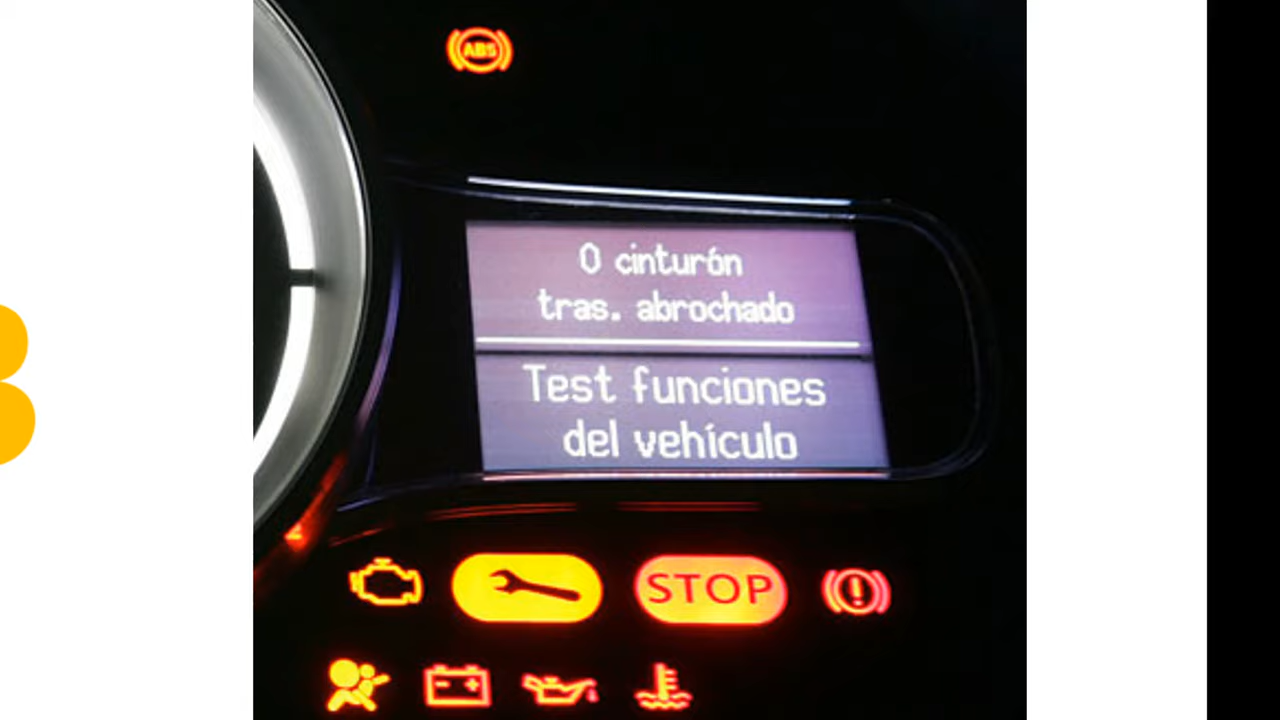 ABS
0 cinturón
tras. abrochado
Test funciones
del vehículo
STOP